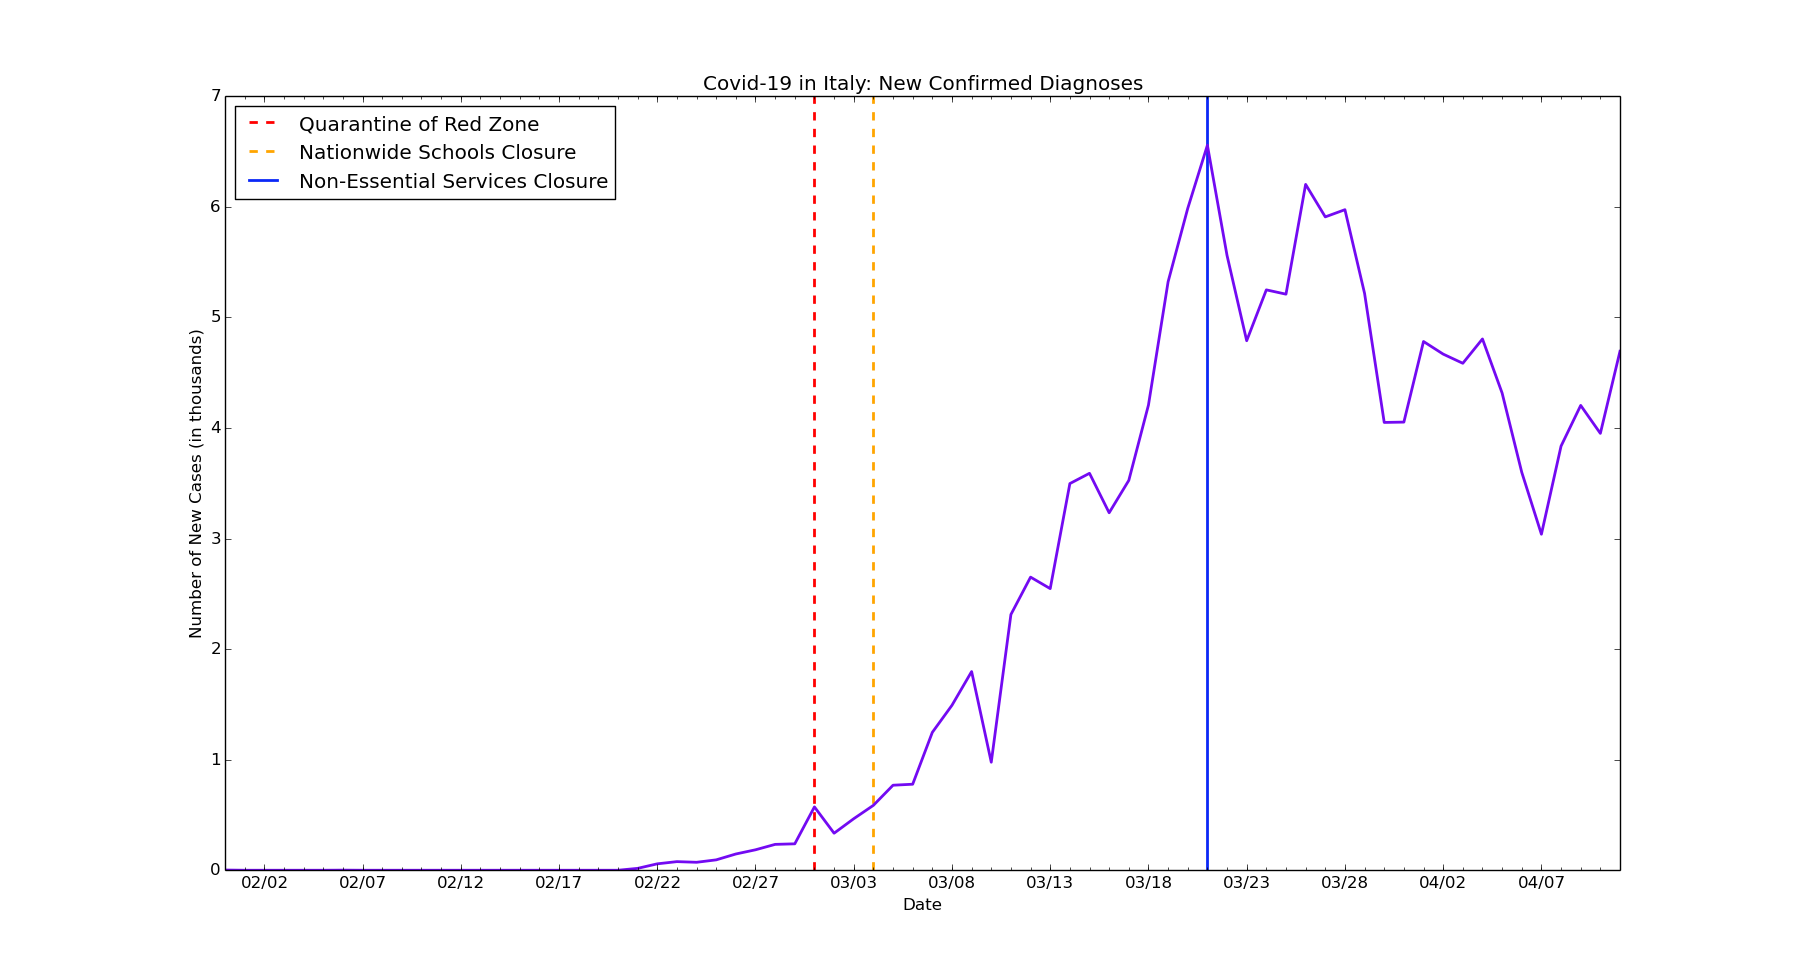 Covid-19 in Italy: New Confirmed Diagnoses
Quarantine of Red Zone
Nationwide Schools Closure
Non-Essential Services Closure
Number of New Cases (in thousands)
7
6
5
4
3
2
1
0
02/02 02/07 02/12 02/17 02/22 02/27 03/03 03/08 03/13 03/18 03/23 03/28 04/02 04/07
Date